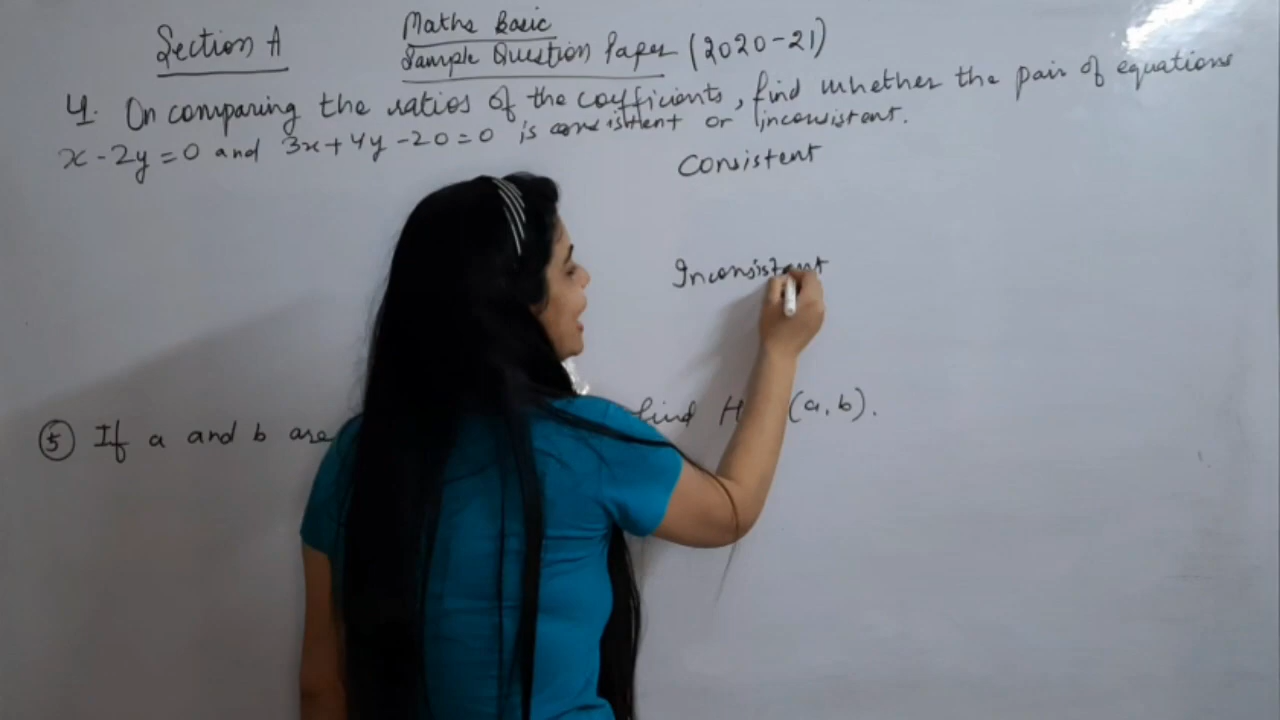 Section A
Maths Basic
Sample Question Paper (2020-21)
4. On comparing the ratios of the coefficients, find whether the pair of equations
x - 2y = 0 and 3x + 4y - 20 = 0 is consistent or inconsistent.
Consistent
Inconsistent
⑤ If a and b are find H (a, b).